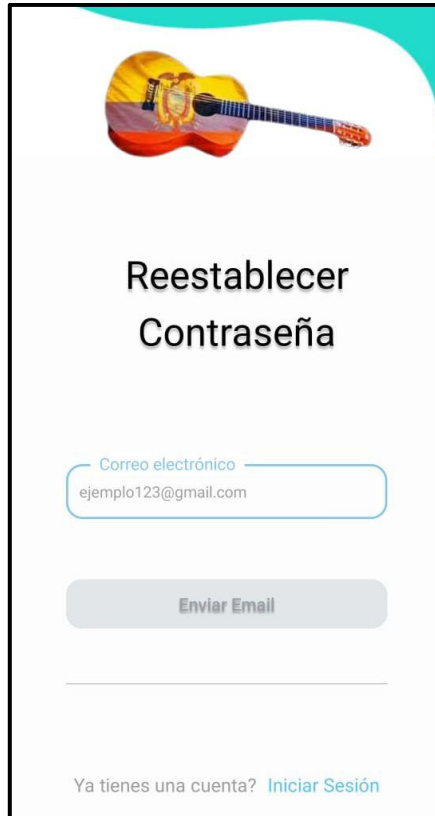 Reestablecer
Contraseña
Correo electrónico
ejemplo123@gmail.com
Enviar Email
Ya tienes una cuenta? Iniciar Sesión